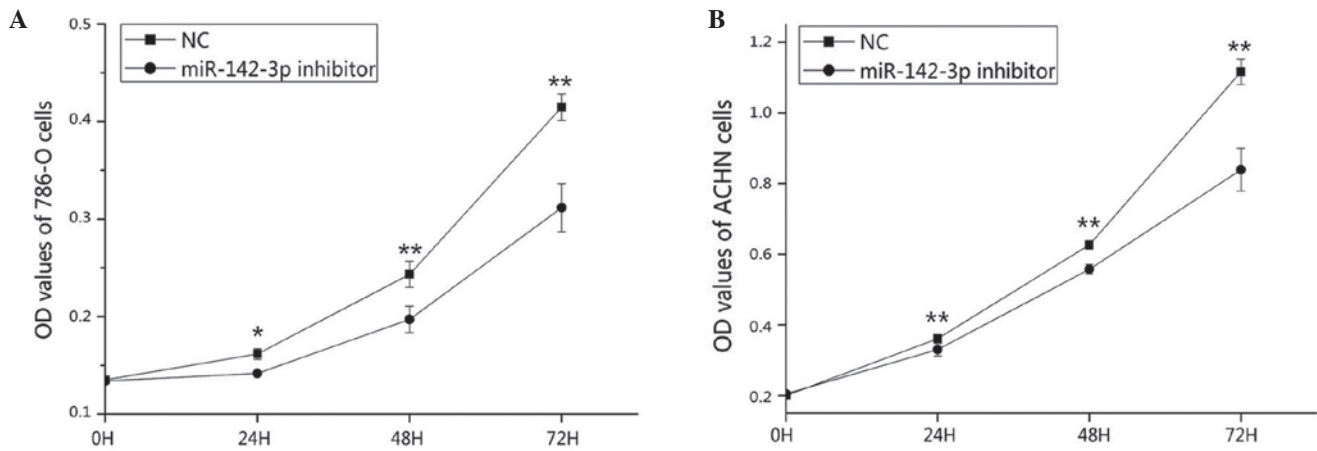 A
OD values of 786-O cells
0.5
0.4
0.3
0.2
0.1
NC
miR-142-3p inhibitor
*
**
**
0H
24H
48H
72H
B
OD values of ACHN cells
1.2
1.0
0.8
0.6
0.4
0.2
NC
miR-142-3p inhibitor
**
**
**
0H
24H
48H
72H